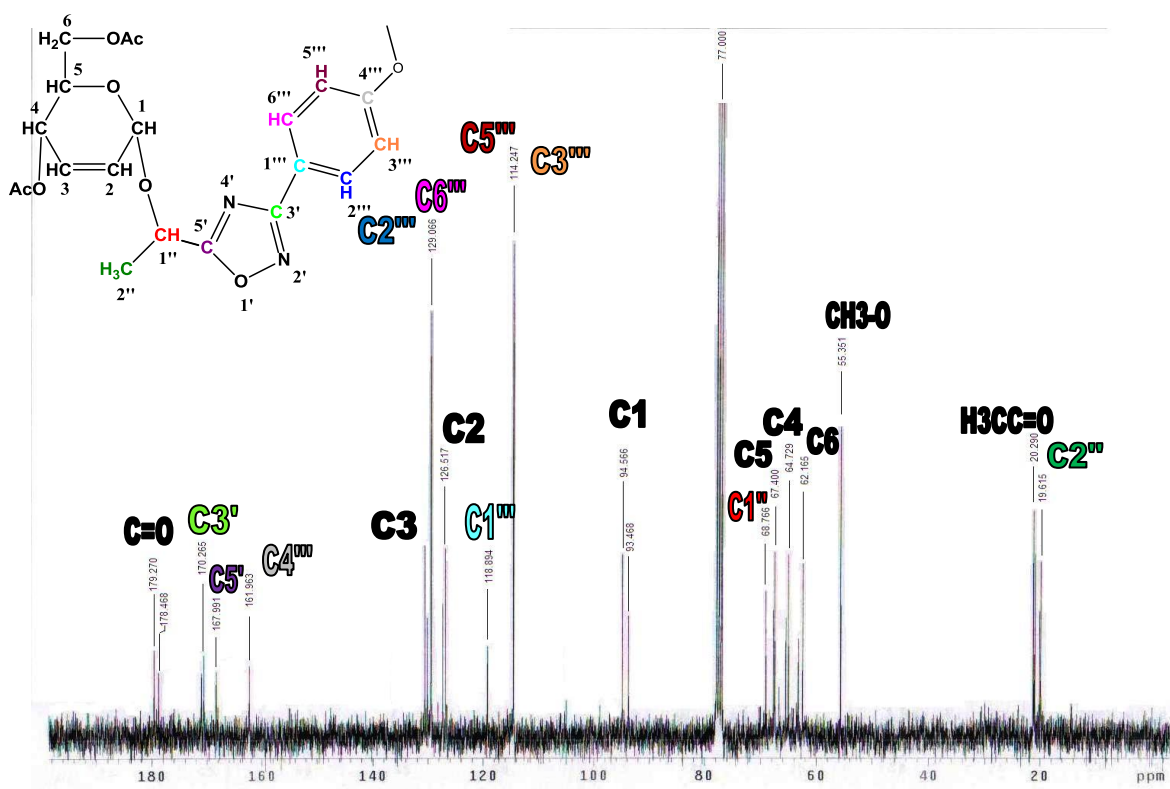 6
H2C OAc
5
HC O
4 1
HC CH
HC CH
AcO 3 2
O
CH 1''
H3C 2''
5' C
4' N
C 3'
N 2'
O 1'
5''' H C
4''' C O
6''' HC
CH 3'''
1''' C
C H 2'''
C=O
179.270
178.468
C3'
170.265
C5'
167.991
C4'''
161.963
C3
C2'''
C6'''
129.066
C2
126.517
C1'''
118.894
C5'''
114.247
C3'''
C1
94.566
93.468
77.000
C1''
68.766
C5
67.400
C4
64.729
C6
62.165
CH3-O
55.351
H3CC=O
20.290
C2''
19.615
180 160 140 120 100 80 60 40 20 ppm